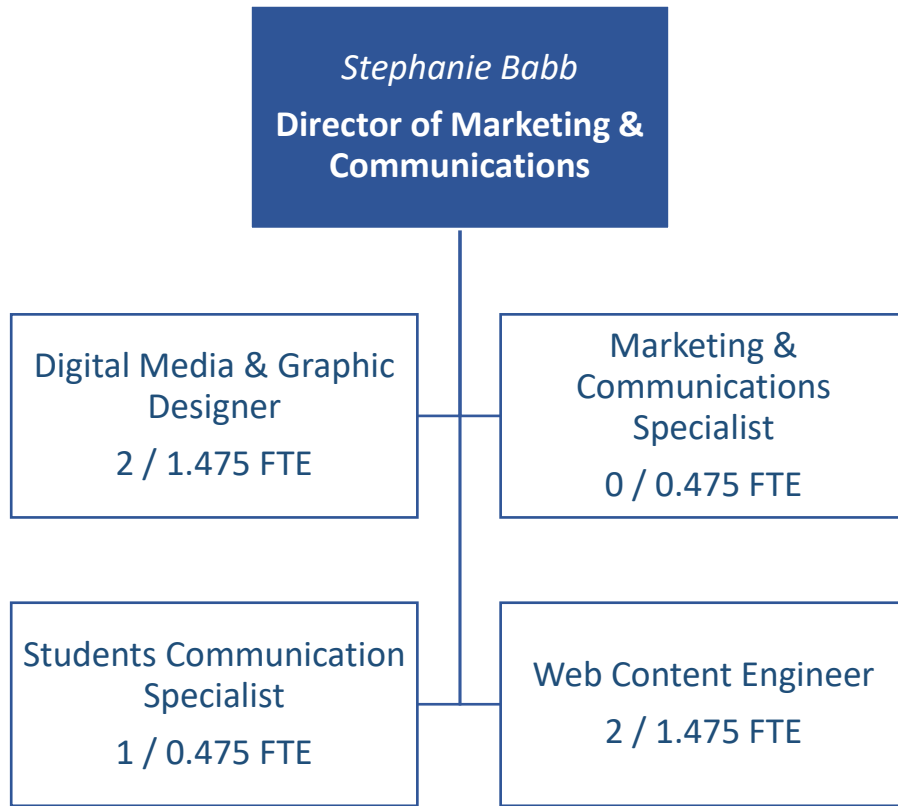 Stephanie Babb
Director of Marketing &
Communications
Digital Media & Graphic
Designer
2 / 1.475 FTE
Marketing &
Communications
Specialist
0 / 0.475 FTE
Students Communication
Specialist
1 / 0.475 FTE
Web Content Engineer
2 / 1.475 FTE